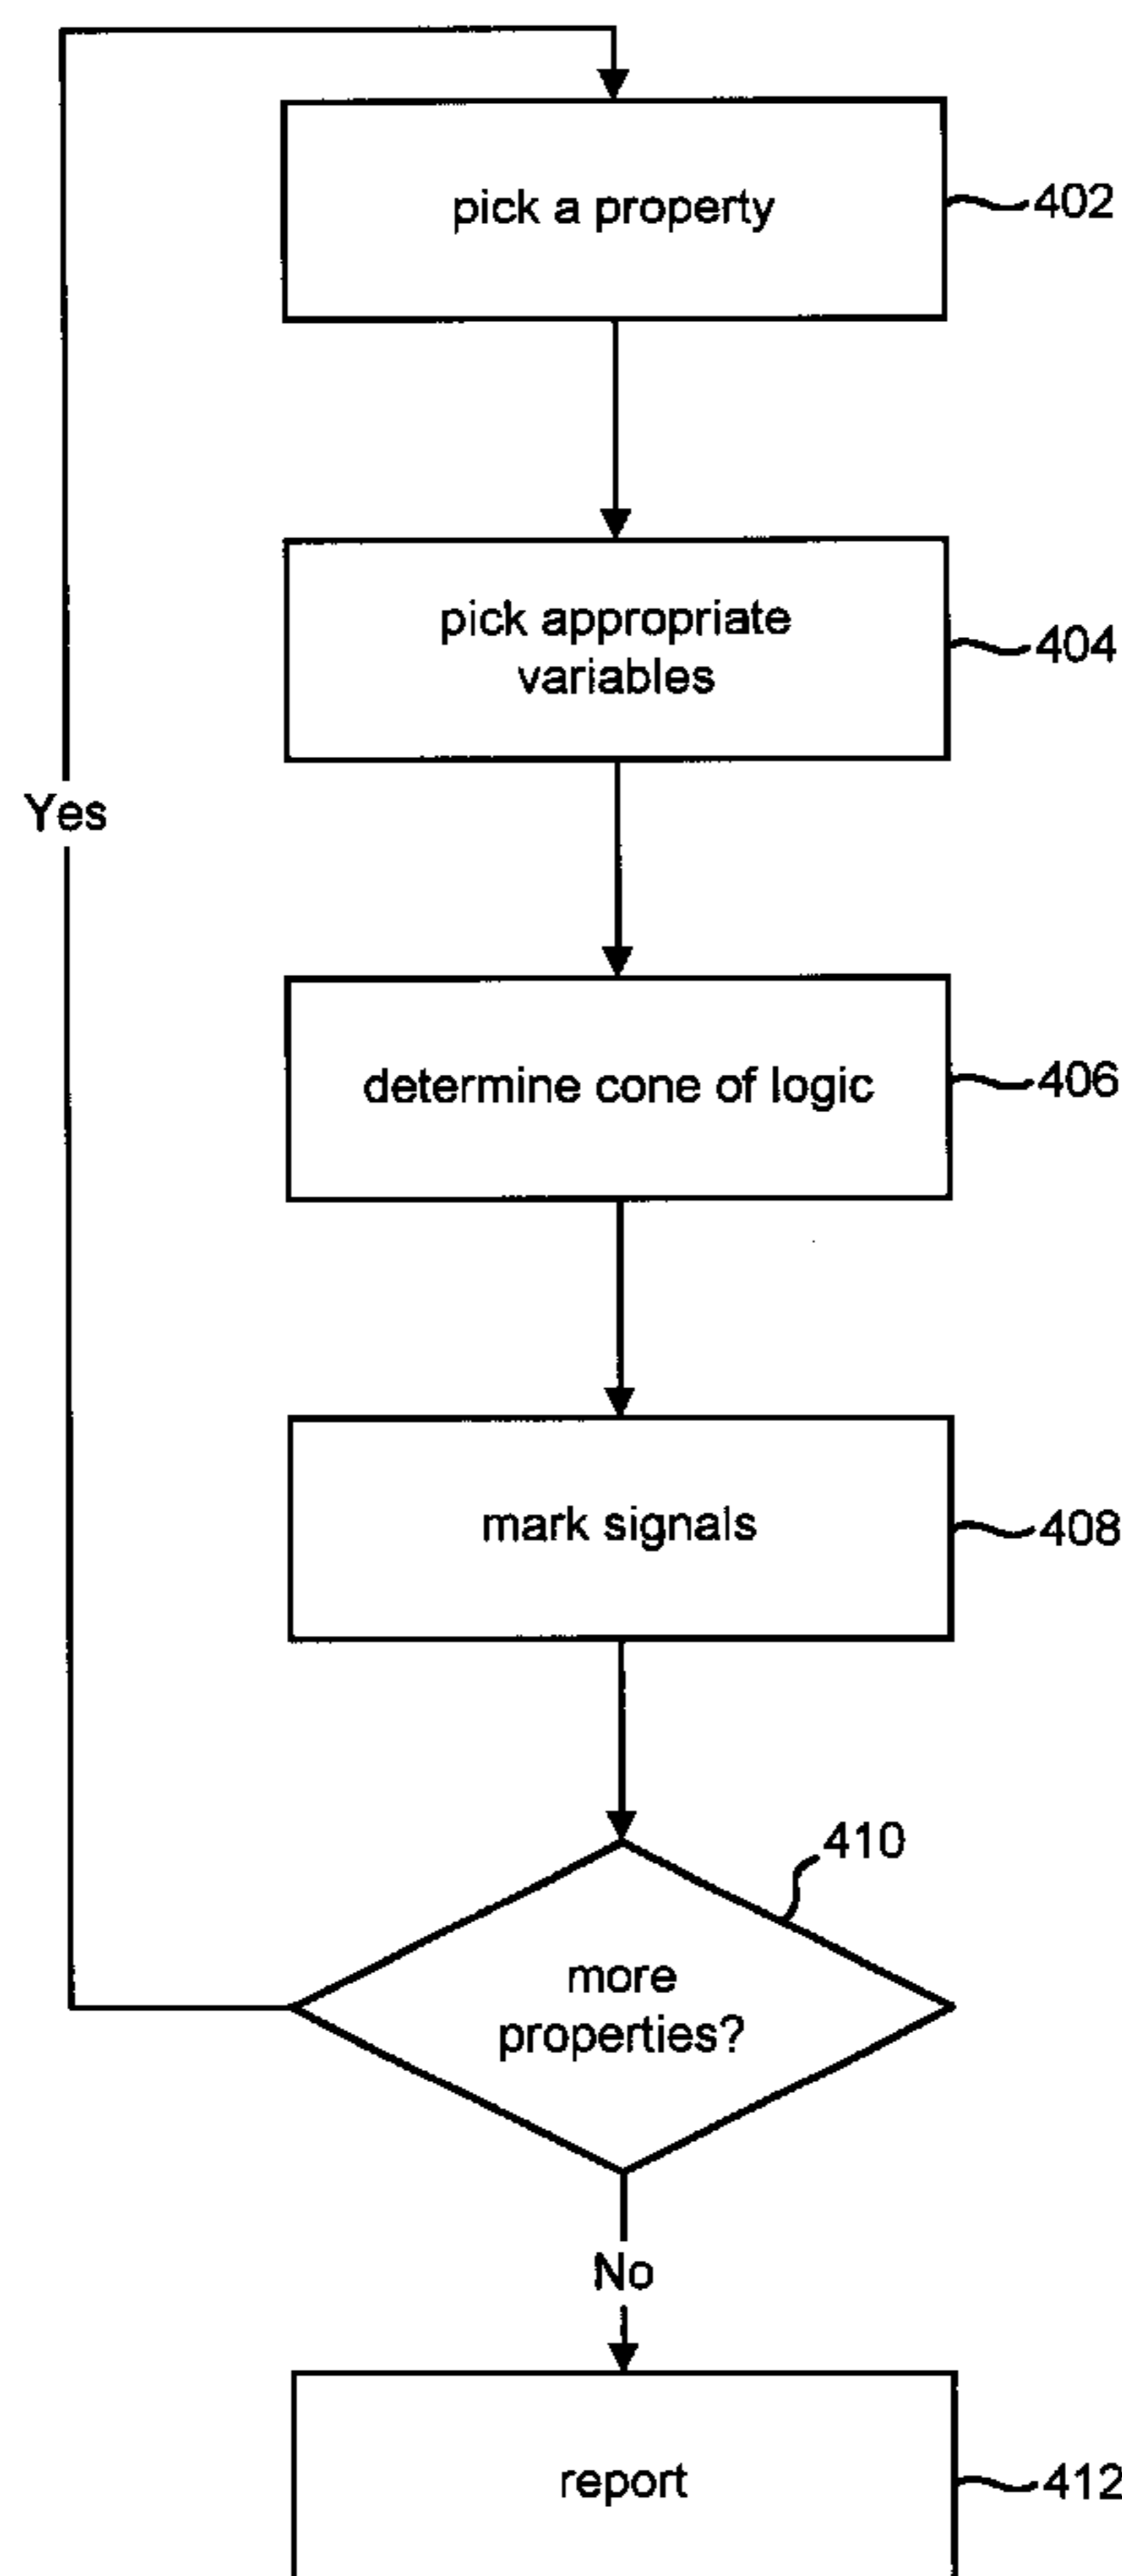 pick a property
402
pick appropriate
variables
404
Yes
determine cone of logic
406
mark signals
408
410
more
properties?
No
report
412